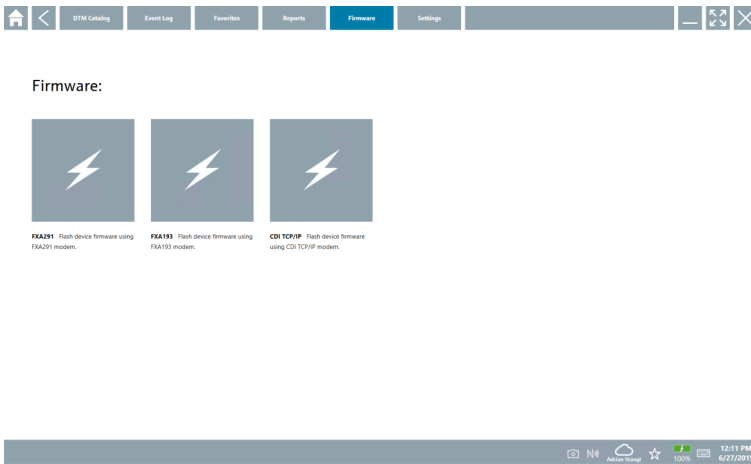 DTM Catalog Event Log Favorites Reports Firmware Settings
Firmware:
FXA291 Flash device firmware using
FXA291 modem.
FXA193 Flash device firmware using
FXA193 modem.
CDI TCP/IP Flash device firmware
using CDI TCP/IP modem.
Adrian Stangl
100%
12:11 PM